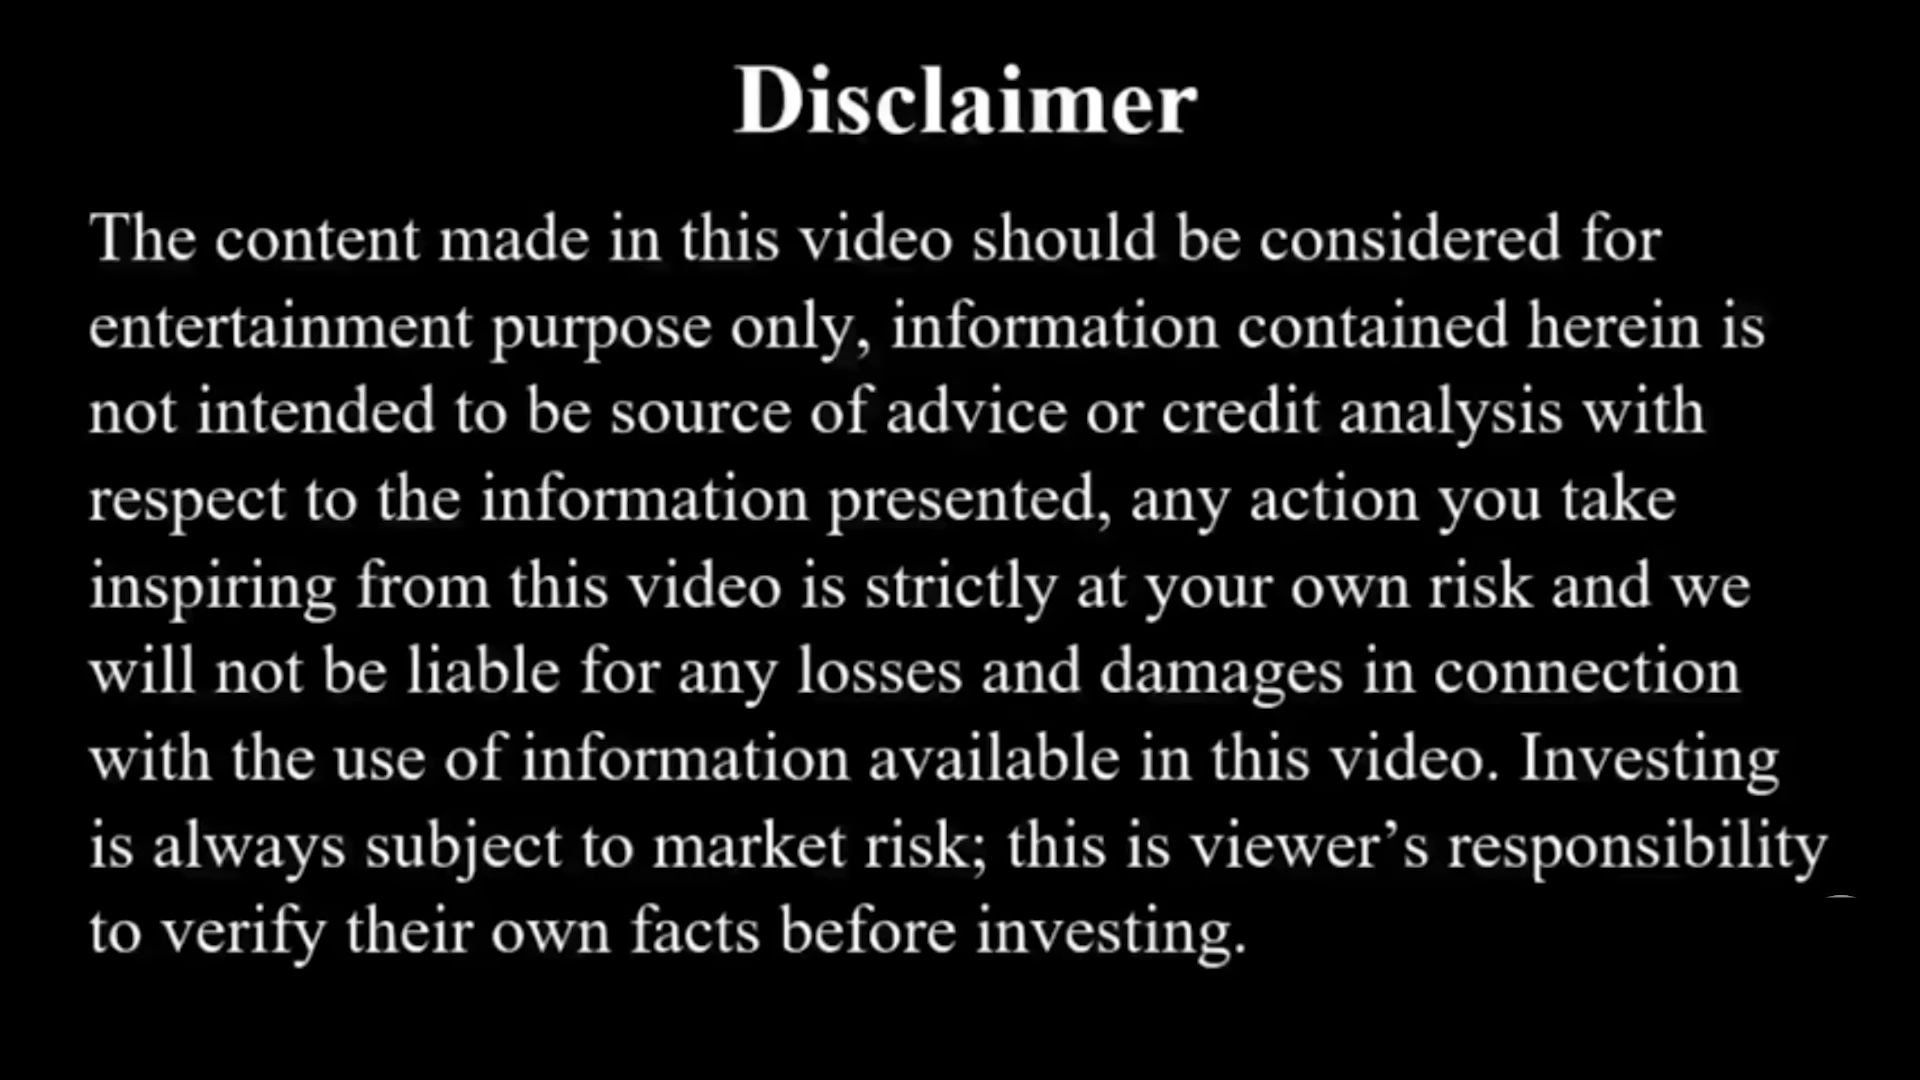 Disclaimer
The content made in this video should be considered for
entertainment purpose only, information contained herein is
not intended to be source of advice or credit analysis with
respect to the information presented, any action you take
inspiring from this video is strictly at your own risk and we
will not be liable for any losses and damages in connection
with the use of information available in this video. Investing
is always subject to market risk; this is viewer’s responsibility
to verify their own facts before investing.